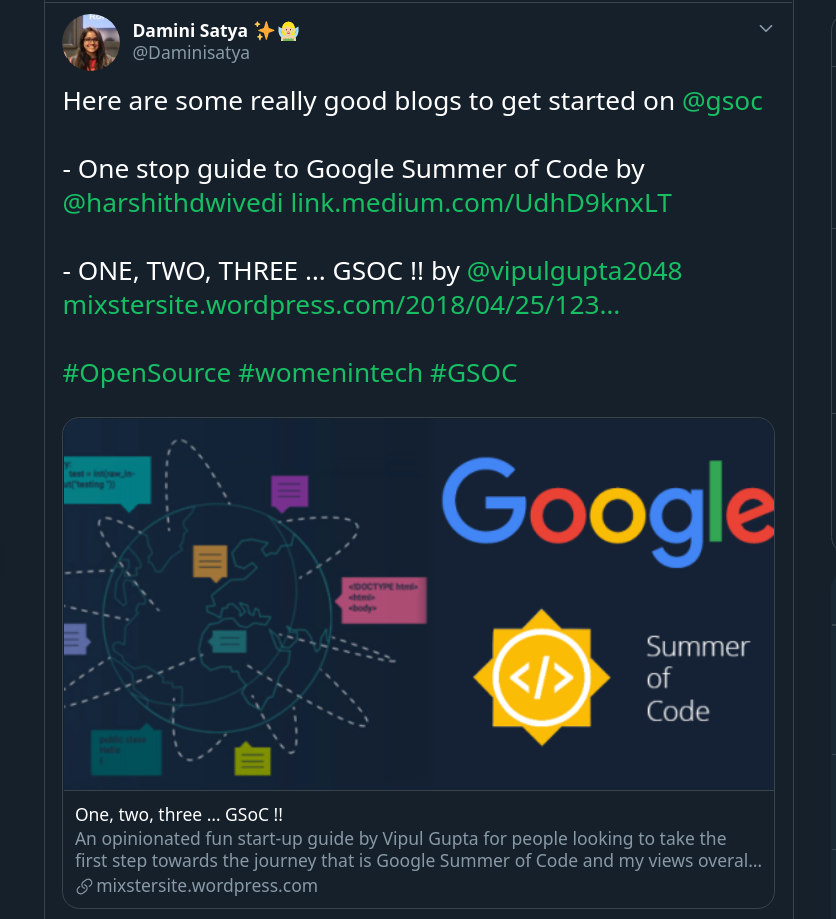 Damini Satya ✨🧚
@Daminisatya
Here are some really good blogs to get started on @gsoc
- One stop guide to Google Summer of Code by
@harshithdwivedi link.medium.com/UdhD9knxLT
- ONE, TWO, THREE ... GSOC !! by @vipulgupta2048
mixstersite.wordpress.com/2018/04/25/123…
#OpenSource #womenintech #GSOC
test = int(raw_in-
ut("testing "))
<!DOCTYPE html>
<html>
<body>
public class
Hello
{
Google
</>
Summer
of
Code
One, two, three … GSoC !!
An opinionated fun start-up guide by Vipul Gupta for people looking to take the
first step towards the journey that is Google Summer of Code and my views overal...
mixstersite.wordpress.com